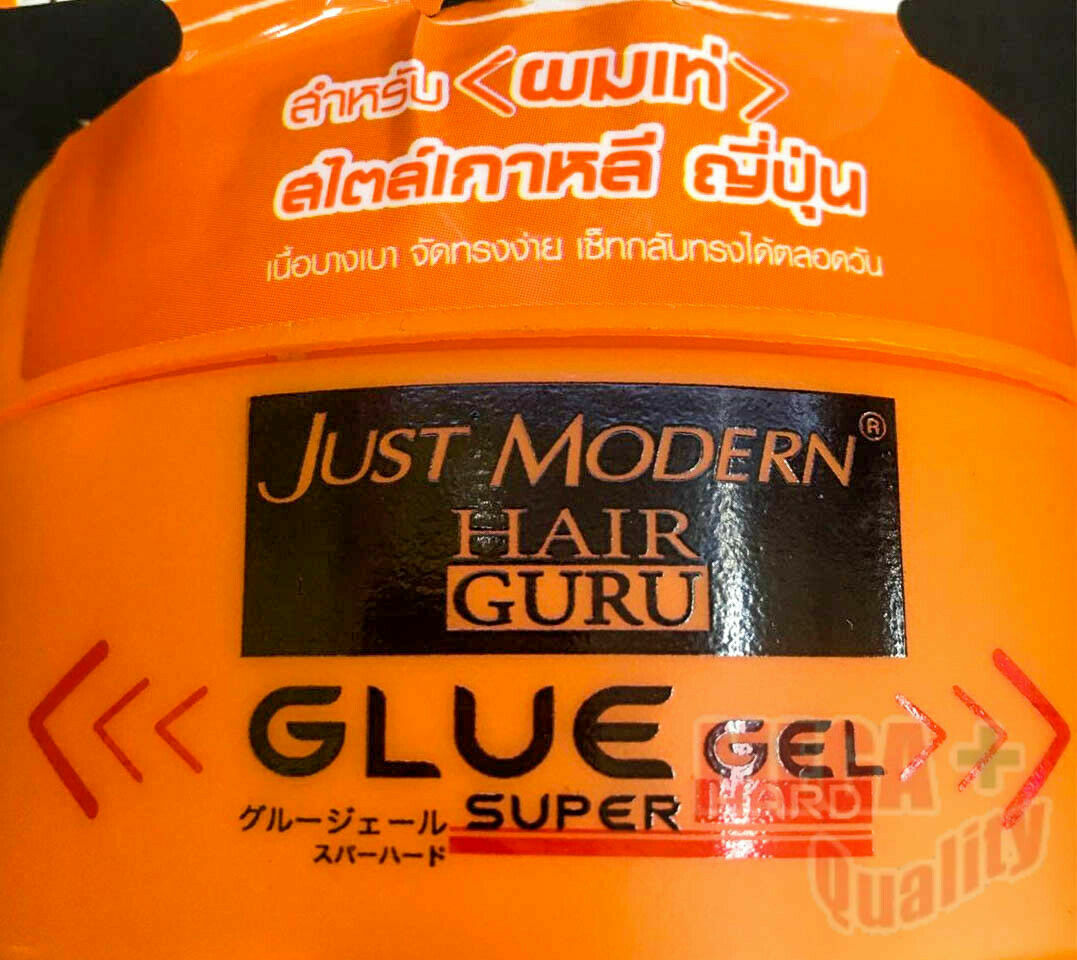 สำหรับ <ผมเท่>
สไตล์เกาหลี ญี่ปุ่น
เนื้อบางเบา จัดทรงง่าย เซ็ทกลับทรงได้ตลอดวัน
JUST MODERN®
HAIR
GURU
GLUE GEL
SUPER HARD
グルージェール
スパーハード
Quality